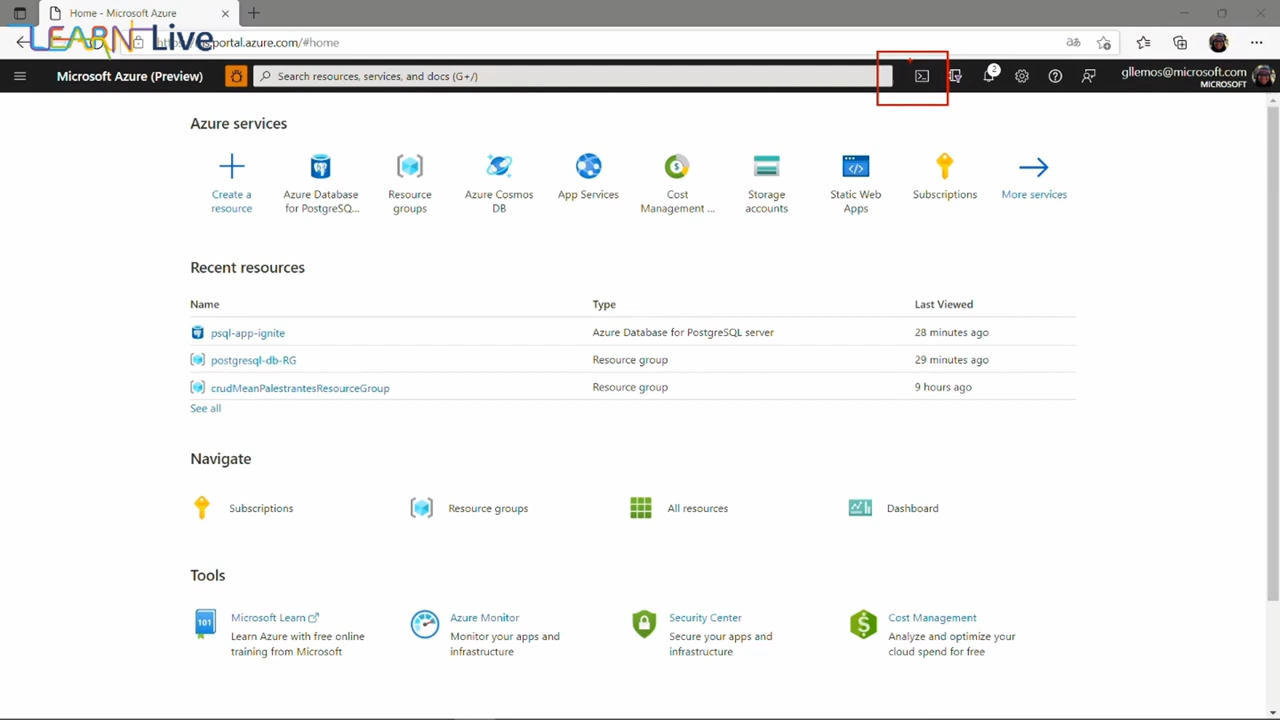 Home - Microsoft Azure
LEARN Live
portal.azure.com/#home
Microsoft Azure (Preview)
Search resources, services, and docs (G+/)
2
gllemos@microsoft.com
MICROSOFT
Azure services
Create a resource
Azure Database for PostgreSQ...
Resource groups
Azure Cosmos DB
App Services
Cost Management ...
Storage accounts
Static Web Apps
Subscriptions
More services
Recent resources
Name Type Last Viewed
psql-app-ignite Azure Database for PostgreSQL server 28 minutes ago
postgresql-db-RG Resource group 29 minutes ago
crudMeanPalestrantesResourceGroup Resource group 9 hours ago
See all
Navigate
Subscriptions
Resource groups
All resources
Dashboard
Tools
101
Microsoft Learn
Learn Azure with free online
training from Microsoft
Azure Monitor
Monitor your apps and
infrastructure
Security Center
Secure your apps and
infrastructure
Cost Management
Analyze and optimize your
cloud spend for free